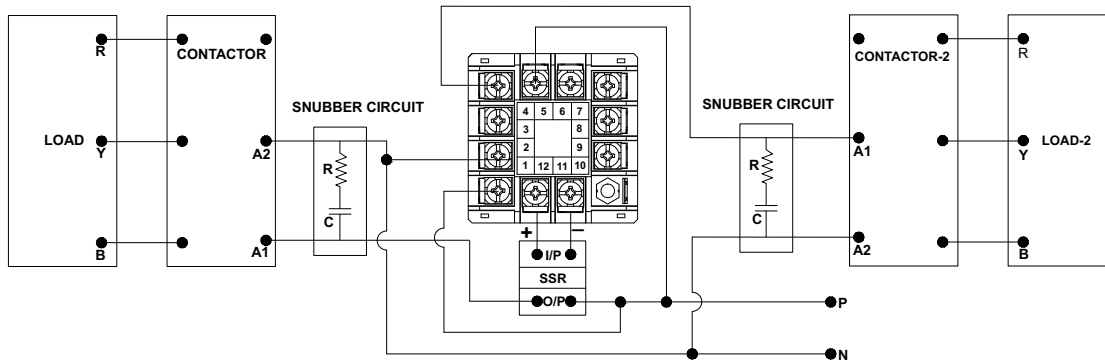 R
CONTACTOR
LOAD
Y
A2
B
A1
SNUBBER CIRCUIT
R
C
4 5 6 7
3 8
2 9
1 12 11 10
+ −
I/P
SSR
O/P
SNUBBER CIRCUIT
R
C
CONTACTOR-2
A1
A2
R
Y
LOAD-2
B
P
N